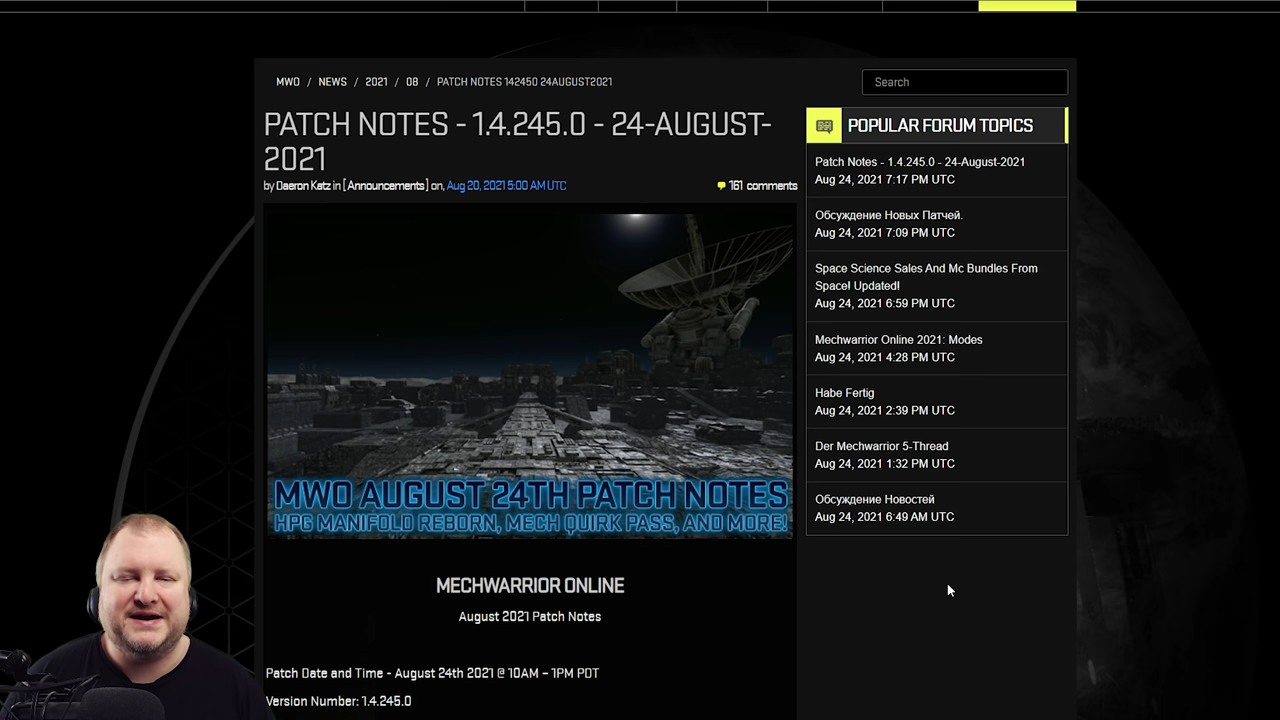 MWO / NEWS / 2021 / 08 / PATCH NOTES 142450 24AUGUST2021
Search
PATCH NOTES - 1.4.245.0 - 24-AUGUST-
2021
by Daeron Katz in [Announcements] on, Aug 20, 2021 5:00 AM UTC
161 comments
MWO AUGUST 24TH PATCH NOTES
HPG MANIFOLD REBORN, MECH QUIRK PASS, AND MORE!
MECHWARRIOR ONLINE
August 2021 Patch Notes
Patch Date and Time - August 24th 2021 @ 10AM – 1PM PDT
Version Number: 1.4.245.0
POPULAR FORUM TOPICS
Patch Notes - 1.4.245.0 - 24-August-2021
Aug 24, 2021 7:17 PM UTC
Обсуждение Новых Патчей.
Aug 24, 2021 7:09 PM UTC
Space Science Sales And Mc Bundles From
Space! Updated!
Aug 24, 2021 6:59 PM UTC
Mechwarrior Online 2021: Modes
Aug 24, 2021 4:28 PM UTC
Habe Fertig
Aug 24, 2021 2:39 PM UTC
Der Mechwarrior 5-Thread
Aug 24, 2021 1:32 PM UTC
Обсуждение Новостей
Aug 24, 2021 6:49 AM UTC